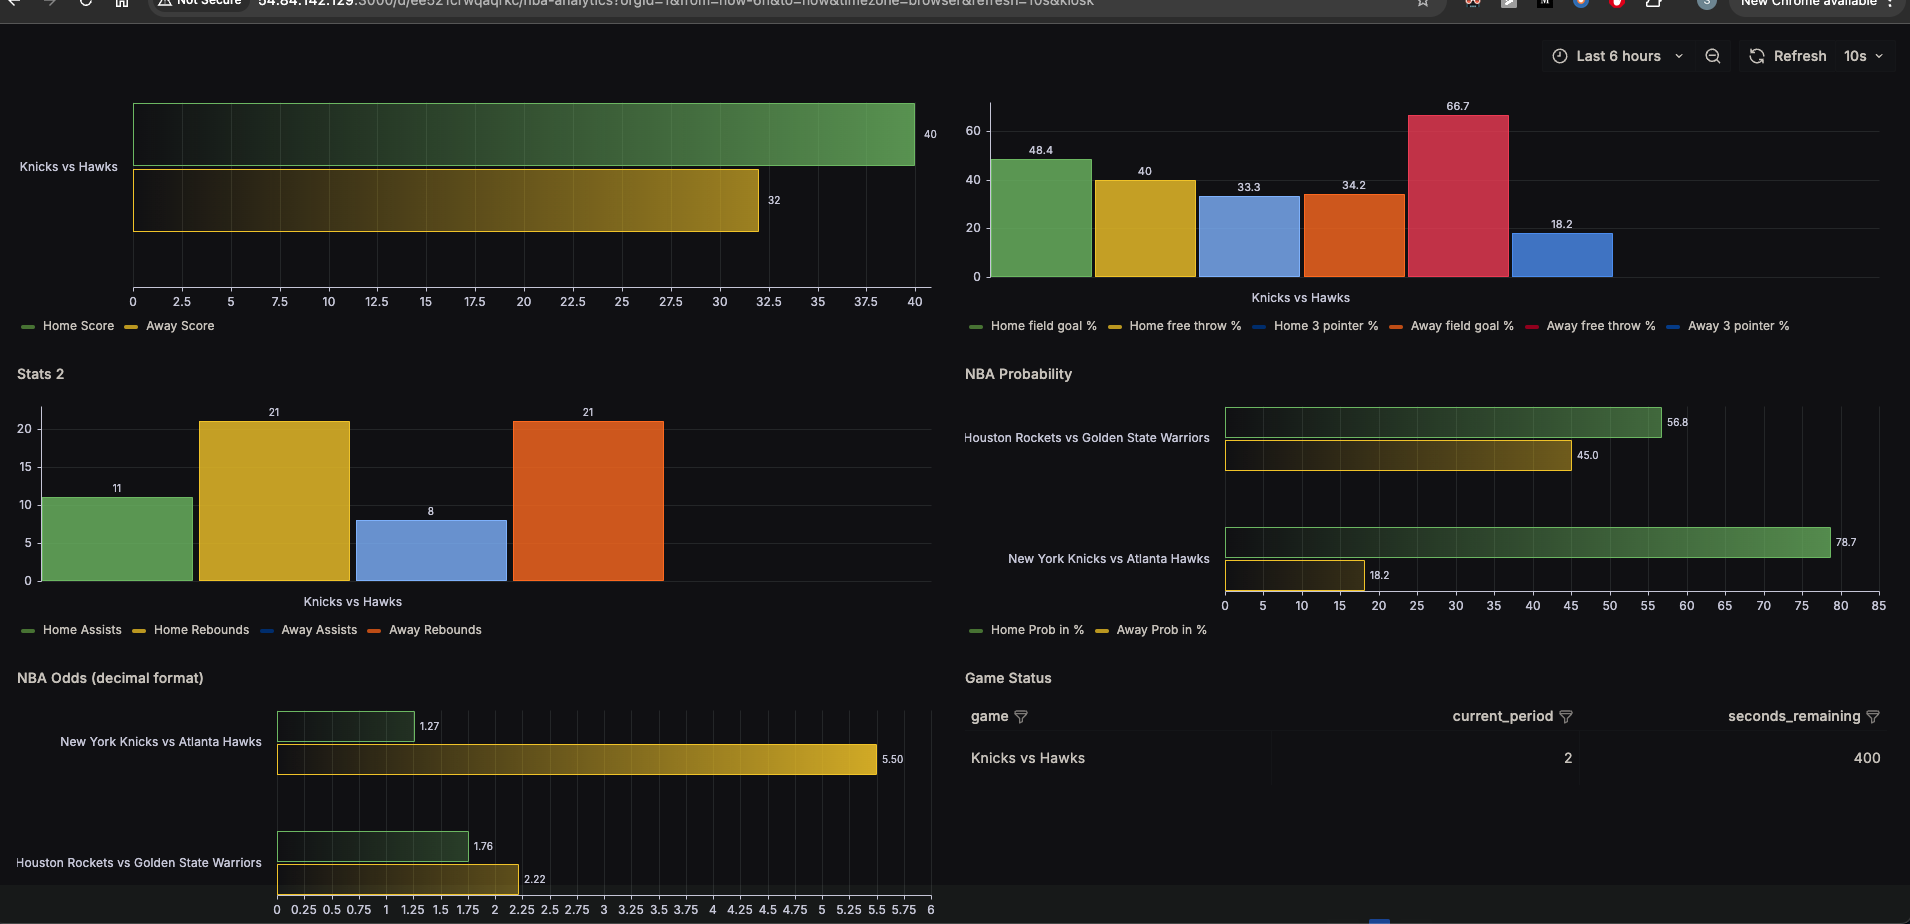 Not Secure 54.84.142.129:3000/d/ee521crwqaqrkc/nba-analytics?orgId=1&from=now-6h&to=now&timezone=browser&refresh=10s&kiosk
New Chrome available
Last 6 hours
Refresh 10s
Knicks vs Hawks
40
32
0 2.5 5 7.5 10 12.5 15 17.5 20 22.5 25 27.5 30 32.5 35 37.5 40
Home Score Away Score
60
40
20
0
48.4
40
33.3
34.2
66.7
18.2
Knicks vs Hawks
Home field goal % Home free throw % Home 3 pointer % Away field goal % Away free throw % Away 3 pointer %
Stats 2
20
15
10
5
0
11
21
8
21
Knicks vs Hawks
Home Assists Home Rebounds Away Assists Away Rebounds
NBA Probability
Houston Rockets vs Golden State Warriors
56.8
45.0
New York Knicks vs Atlanta Hawks
78.7
18.2
0 5 10 15 20 25 30 35 40 45 50 55 60 65 70 75 80 85
Home Prob in % Away Prob in %
NBA Odds (decimal format)
New York Knicks vs Atlanta Hawks
1.27
5.50
Houston Rockets vs Golden State Warriors
1.76
2.22
0 0.25 0.5 0.75 1 1.25 1.5 1.75 2 2.25 2.5 2.75 3 3.25 3.5 3.75 4 4.25 4.5 4.75 5 5.25 5.5 5.75 6
Game Status
game current_period seconds_remaining
Knicks vs Hawks 2 400